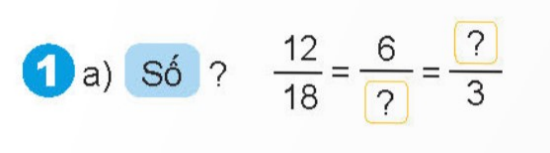 1 a) Số ? 12/18 = 6/? = ?/3